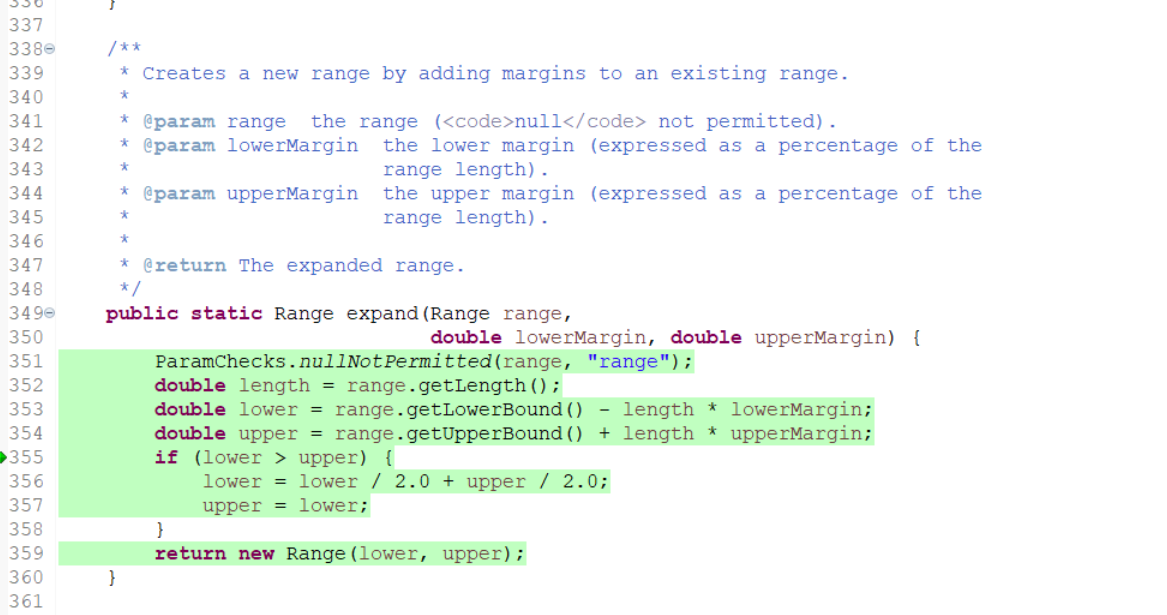 336        }
337
338        /**
339         * Creates a new range by adding margins to an existing range.
340         *
341         * @param range  the range (<code>null</code> not permitted).
342         * @param lowerMargin  the lower margin (expressed as a percentage of the
343         *                     range length).
344         * @param upperMargin  the upper margin (expressed as a percentage of the
345         *                     range length).
346         *
347         * @return The expanded range.
348         */
349        public static Range expand(Range range,
350                                   double lowerMargin, double upperMargin) {
351            ParamChecks.nullNotPermitted(range, "range");
352            double length = range.getLength();
353            double lower = range.getLowerBound() - length * lowerMargin;
354            double upper = range.getUpperBound() + length * upperMargin;
355            if (lower > upper) {
356                lower = lower / 2.0 + upper / 2.0;
357                upper = lower;
358            }
359            return new Range(lower, upper);
360        }
361